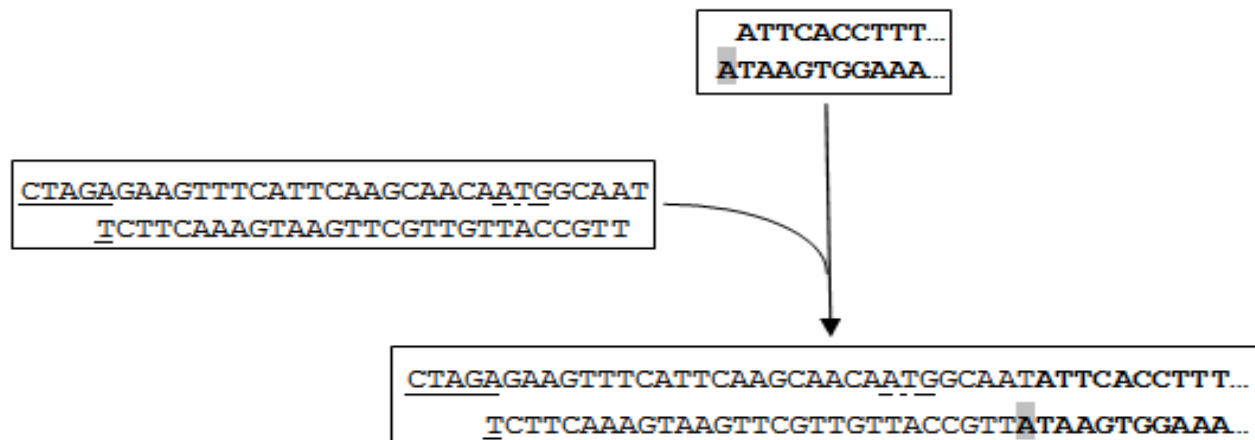 ATTCACCTTT...
ATAAGTGGAAA...
CTAGAGAAGTTTCATTCAAGCAACAATGGCAAT
TCTTCAAAGTAAGTTCGTTGTTACCGTT
CTAGAGAAGTTTCATTCAAGCAACAATGGCAATATTCACCTTT...
TCTTCAAAGTAAGTTCGTTGTTACCGTTATAAGTGGAAA...